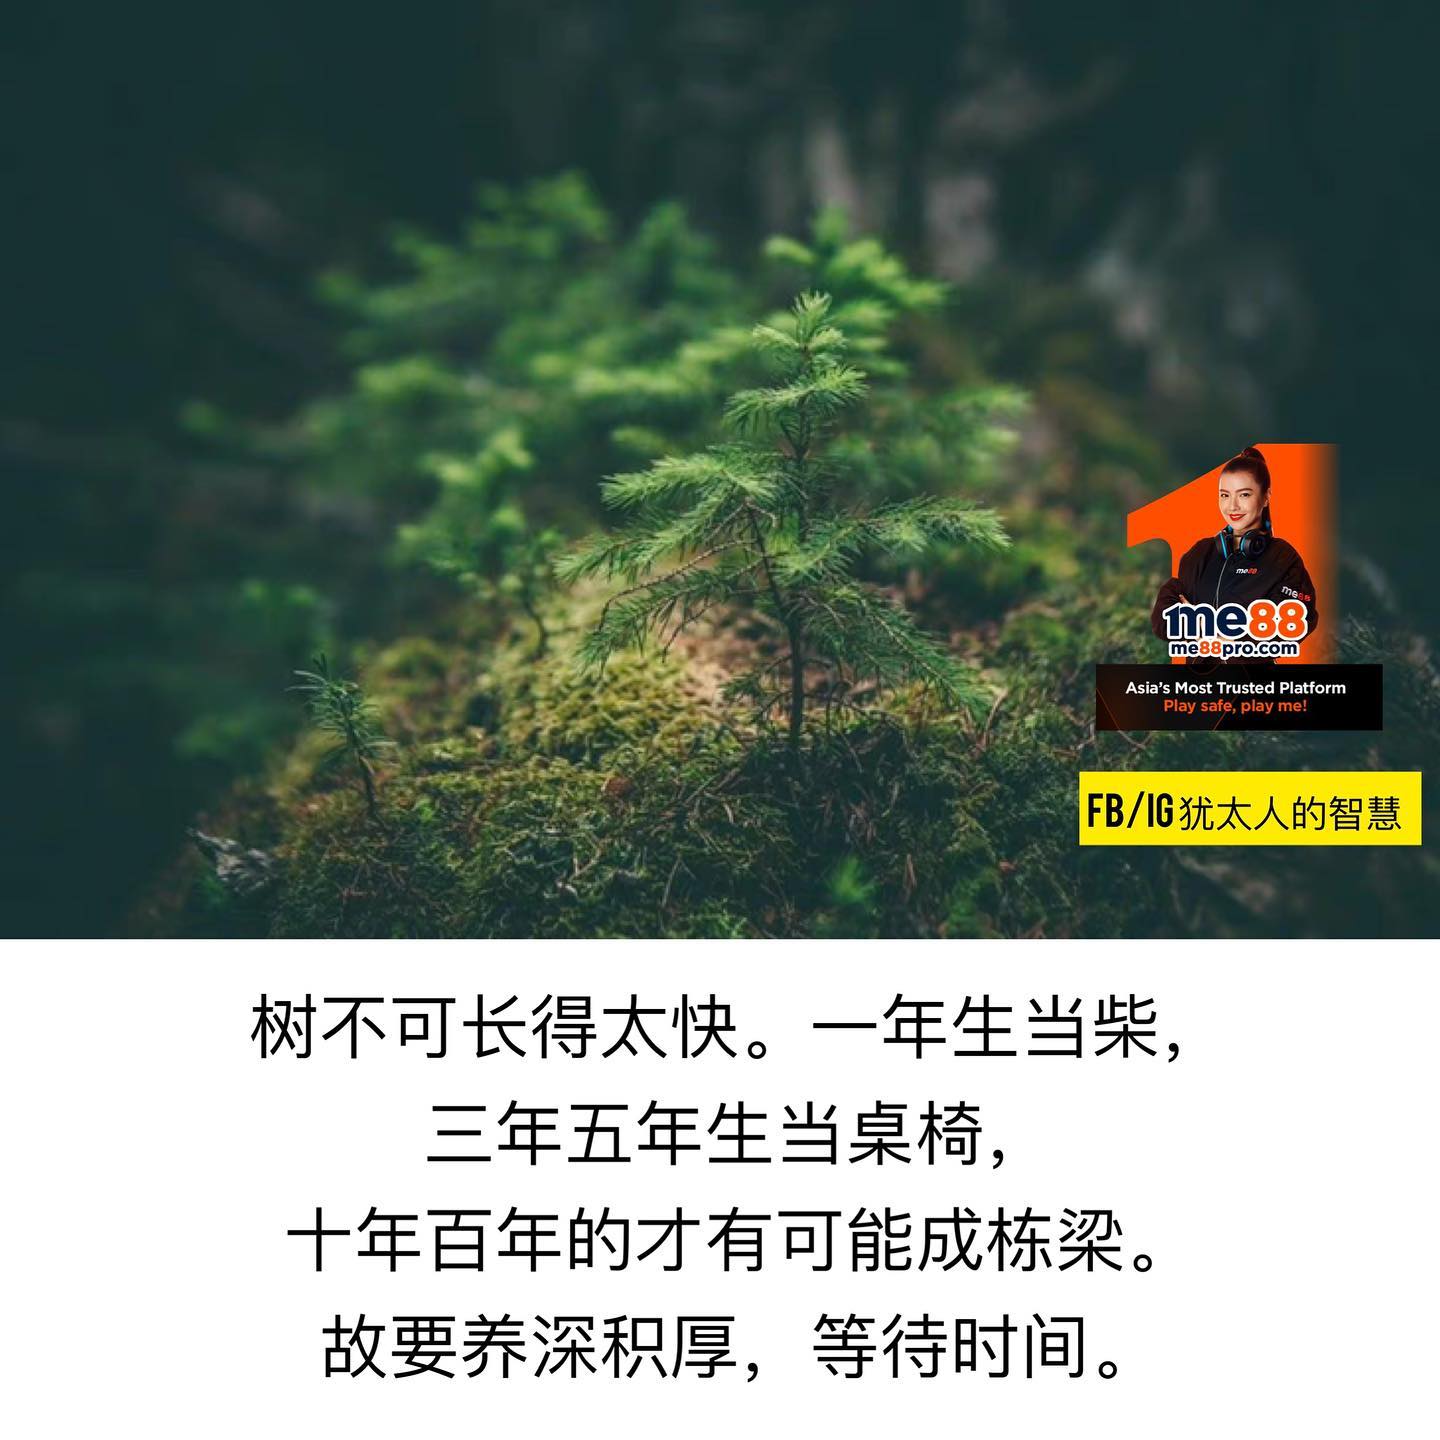 me88
me88
me88
me88pro.com
Asia's Most Trusted Platform
Play safe, play me!
FB/IG犹太人的智慧
树不可长得太快。一年生当柴，
三年五年生当桌椅，
十年百年的才有可能成栋梁。
故要养深积厚，等待时间。